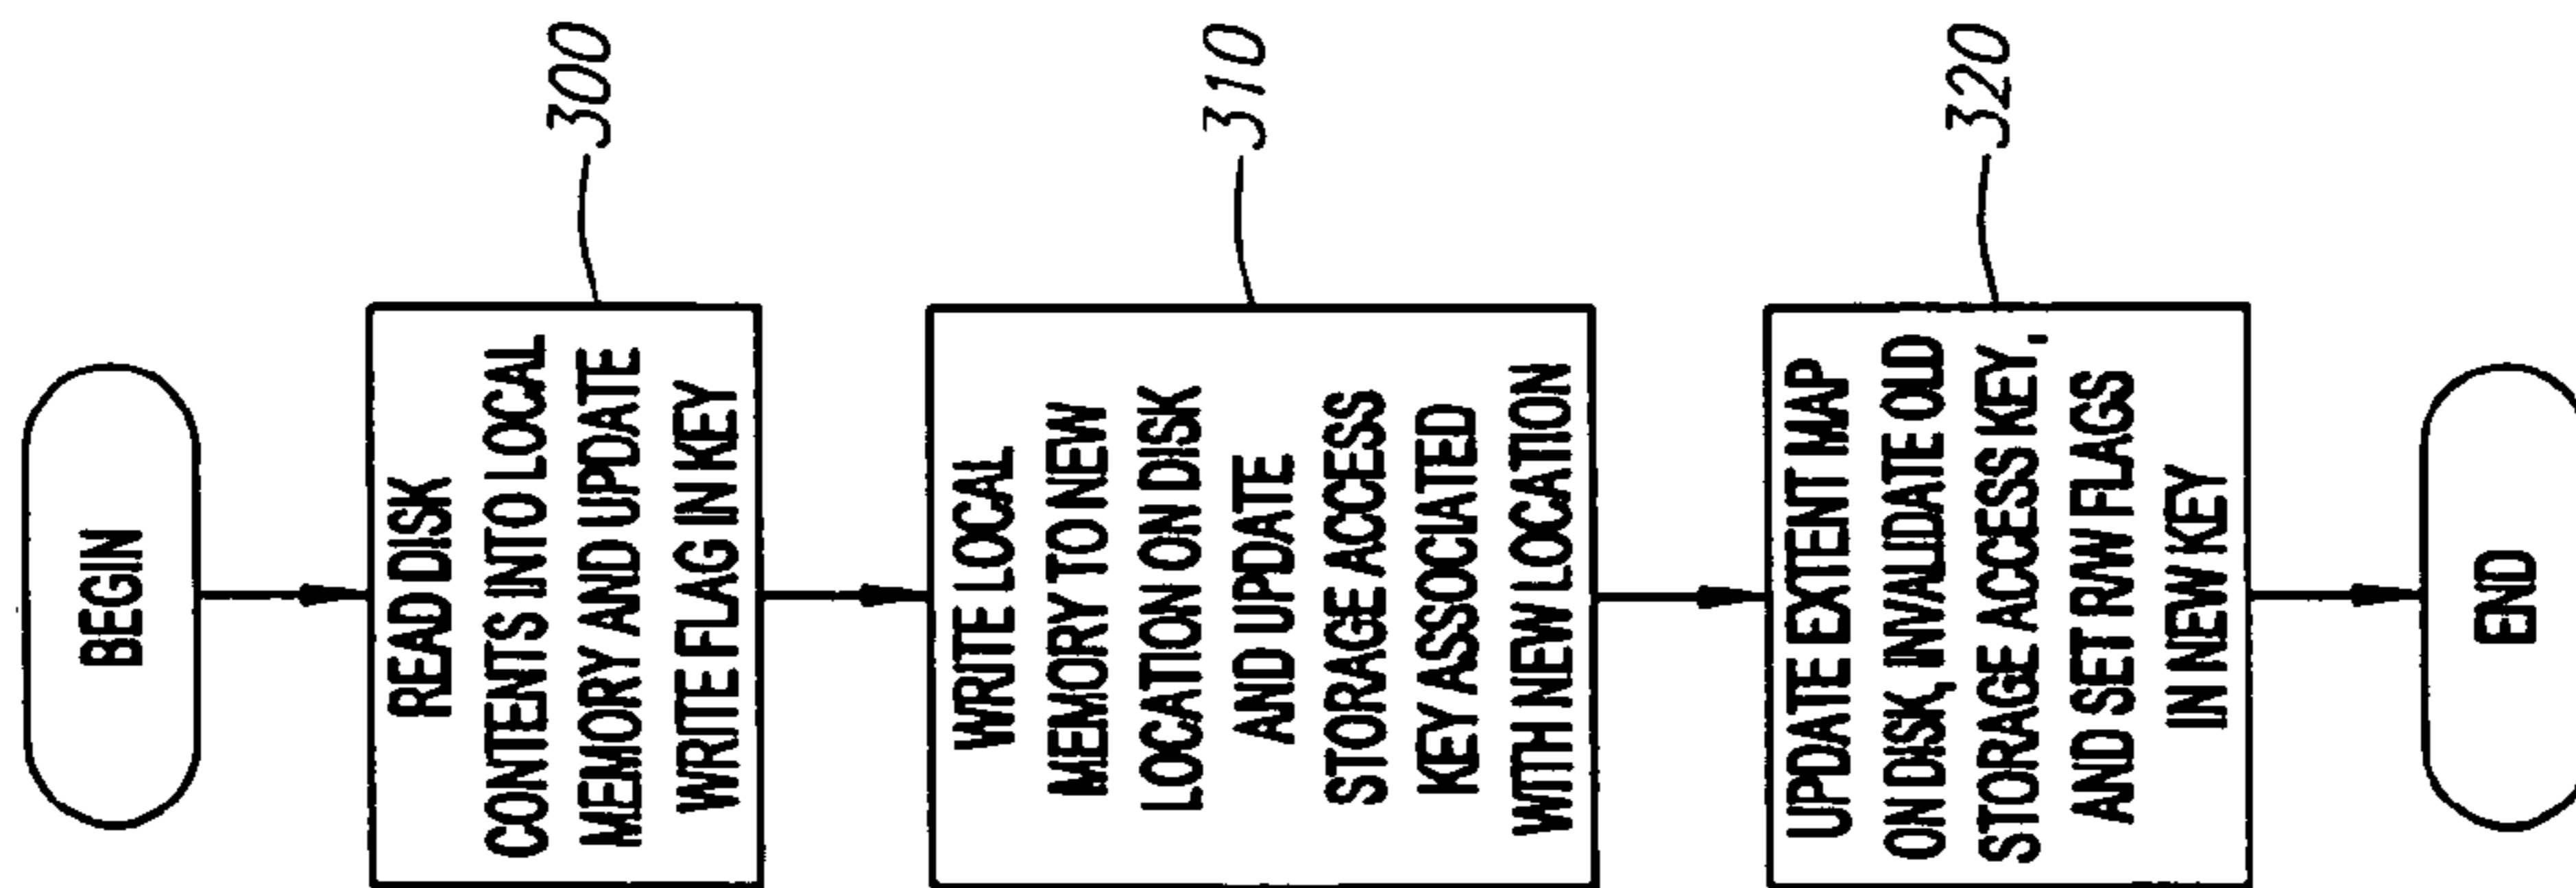 BEGIN
READ DISK
CONTENTS INTO LOCAL
MEMORY AND UPDATE
WRITE FLAG IN KEY
300
WRITE LOCAL
MEMORY TO NEW
LOCATION ON DISK
AND UPDATE
STORAGE ACCESS
KEY ASSOCIATED
WITH NEW LOCATION
310
UPDATE EXTENT MAP
ON DISK, INVALIDATE OLD
STORAGE ACCESS KEY,
AND SET R/W FLAGS
IN NEW KEY
320
END